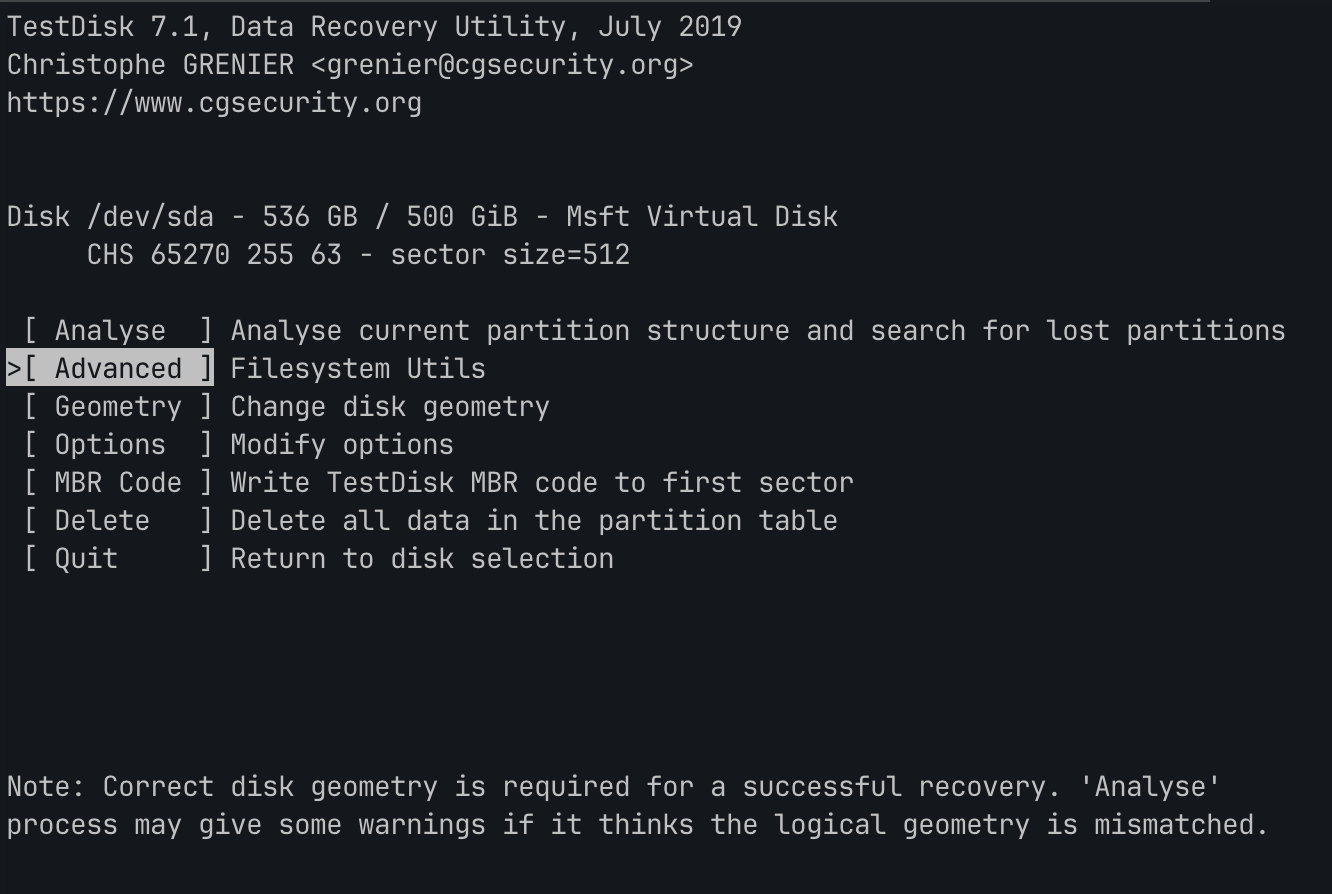 TestDisk 7.1, Data Recovery Utility, July 2019
Christophe GRENIER <grenier@cgsecurity.org>
https://www.cgsecurity.org
Disk /dev/sda - 536 GB / 500 GiB - Msft Virtual Disk
     CHS 65270 255 63 - sector size=512
 [ Analyse  ] Analyse current partition structure and search for lost partitions
>[ Advanced ] Filesystem Utils
 [ Geometry ] Change disk geometry
 [ Options  ] Modify options
 [ MBR Code ] Write TestDisk MBR code to first sector
 [ Delete   ] Delete all data in the partition table
 [ Quit     ] Return to disk selection
Note: Correct disk geometry is required for a successful recovery. 'Analyse'
process may give some warnings if it thinks the logical geometry is mismatched.